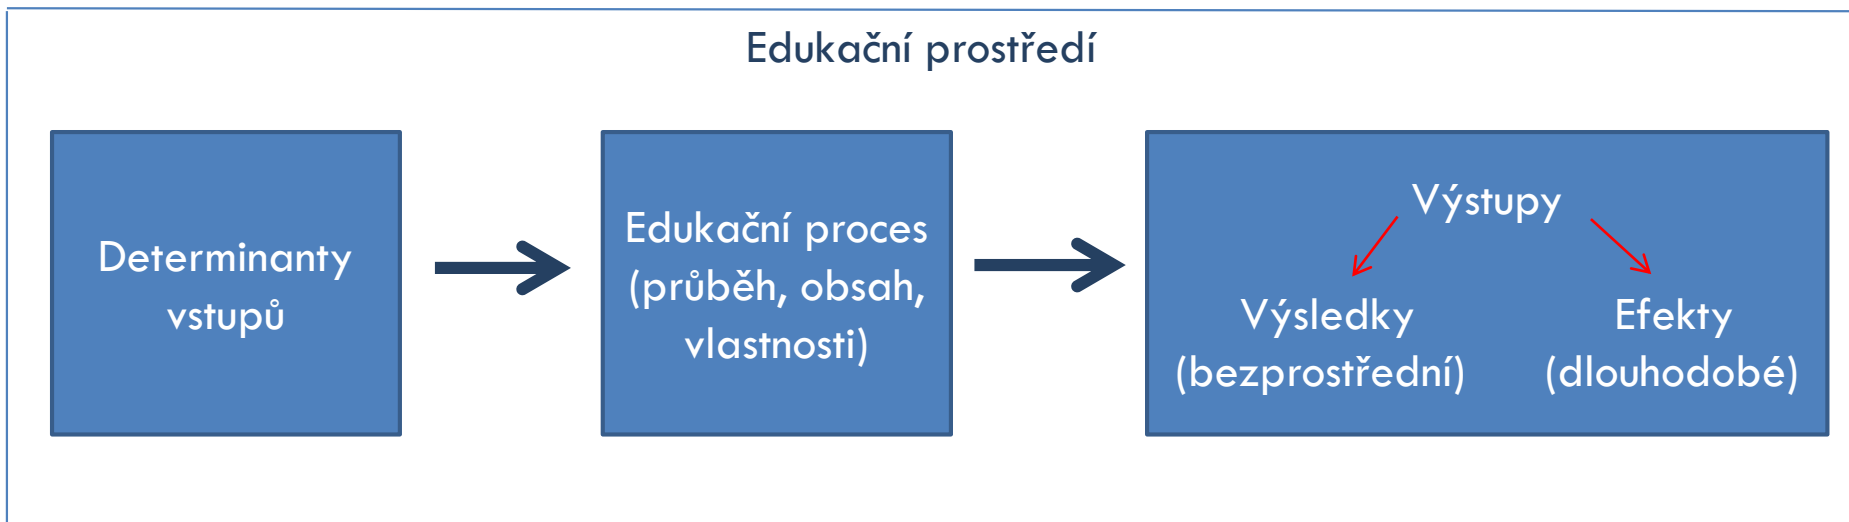 Edukační prostředí
Determinanty
vstupů
Edukační proces
(průběh, obsah,
vlastnosti)
Výstupy
Výsledky
(bezprostřední)
Efekty
(dlouhodobé)